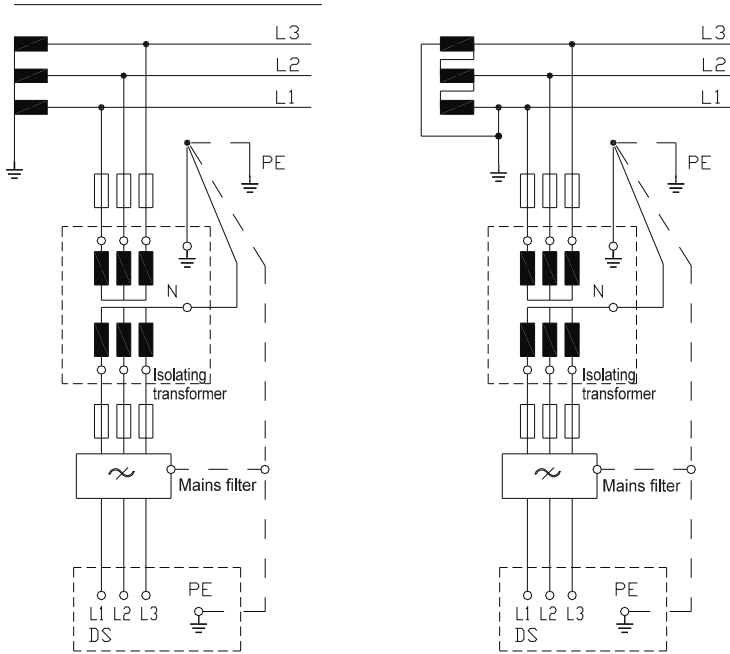 L3
L2
L1
PE
N
Isolating
transformer
Mains filter
PE
L1 L2 L3
DS
L3
L2
L1
PE
N
Isolating
transformer
Mains filter
PE
L1 L2 L3
DS